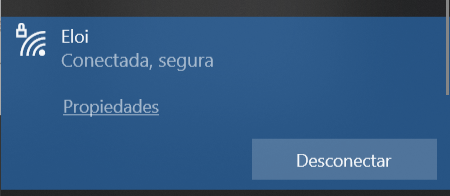 Eloi
Conectada, segura
Propiedades
Desconectar